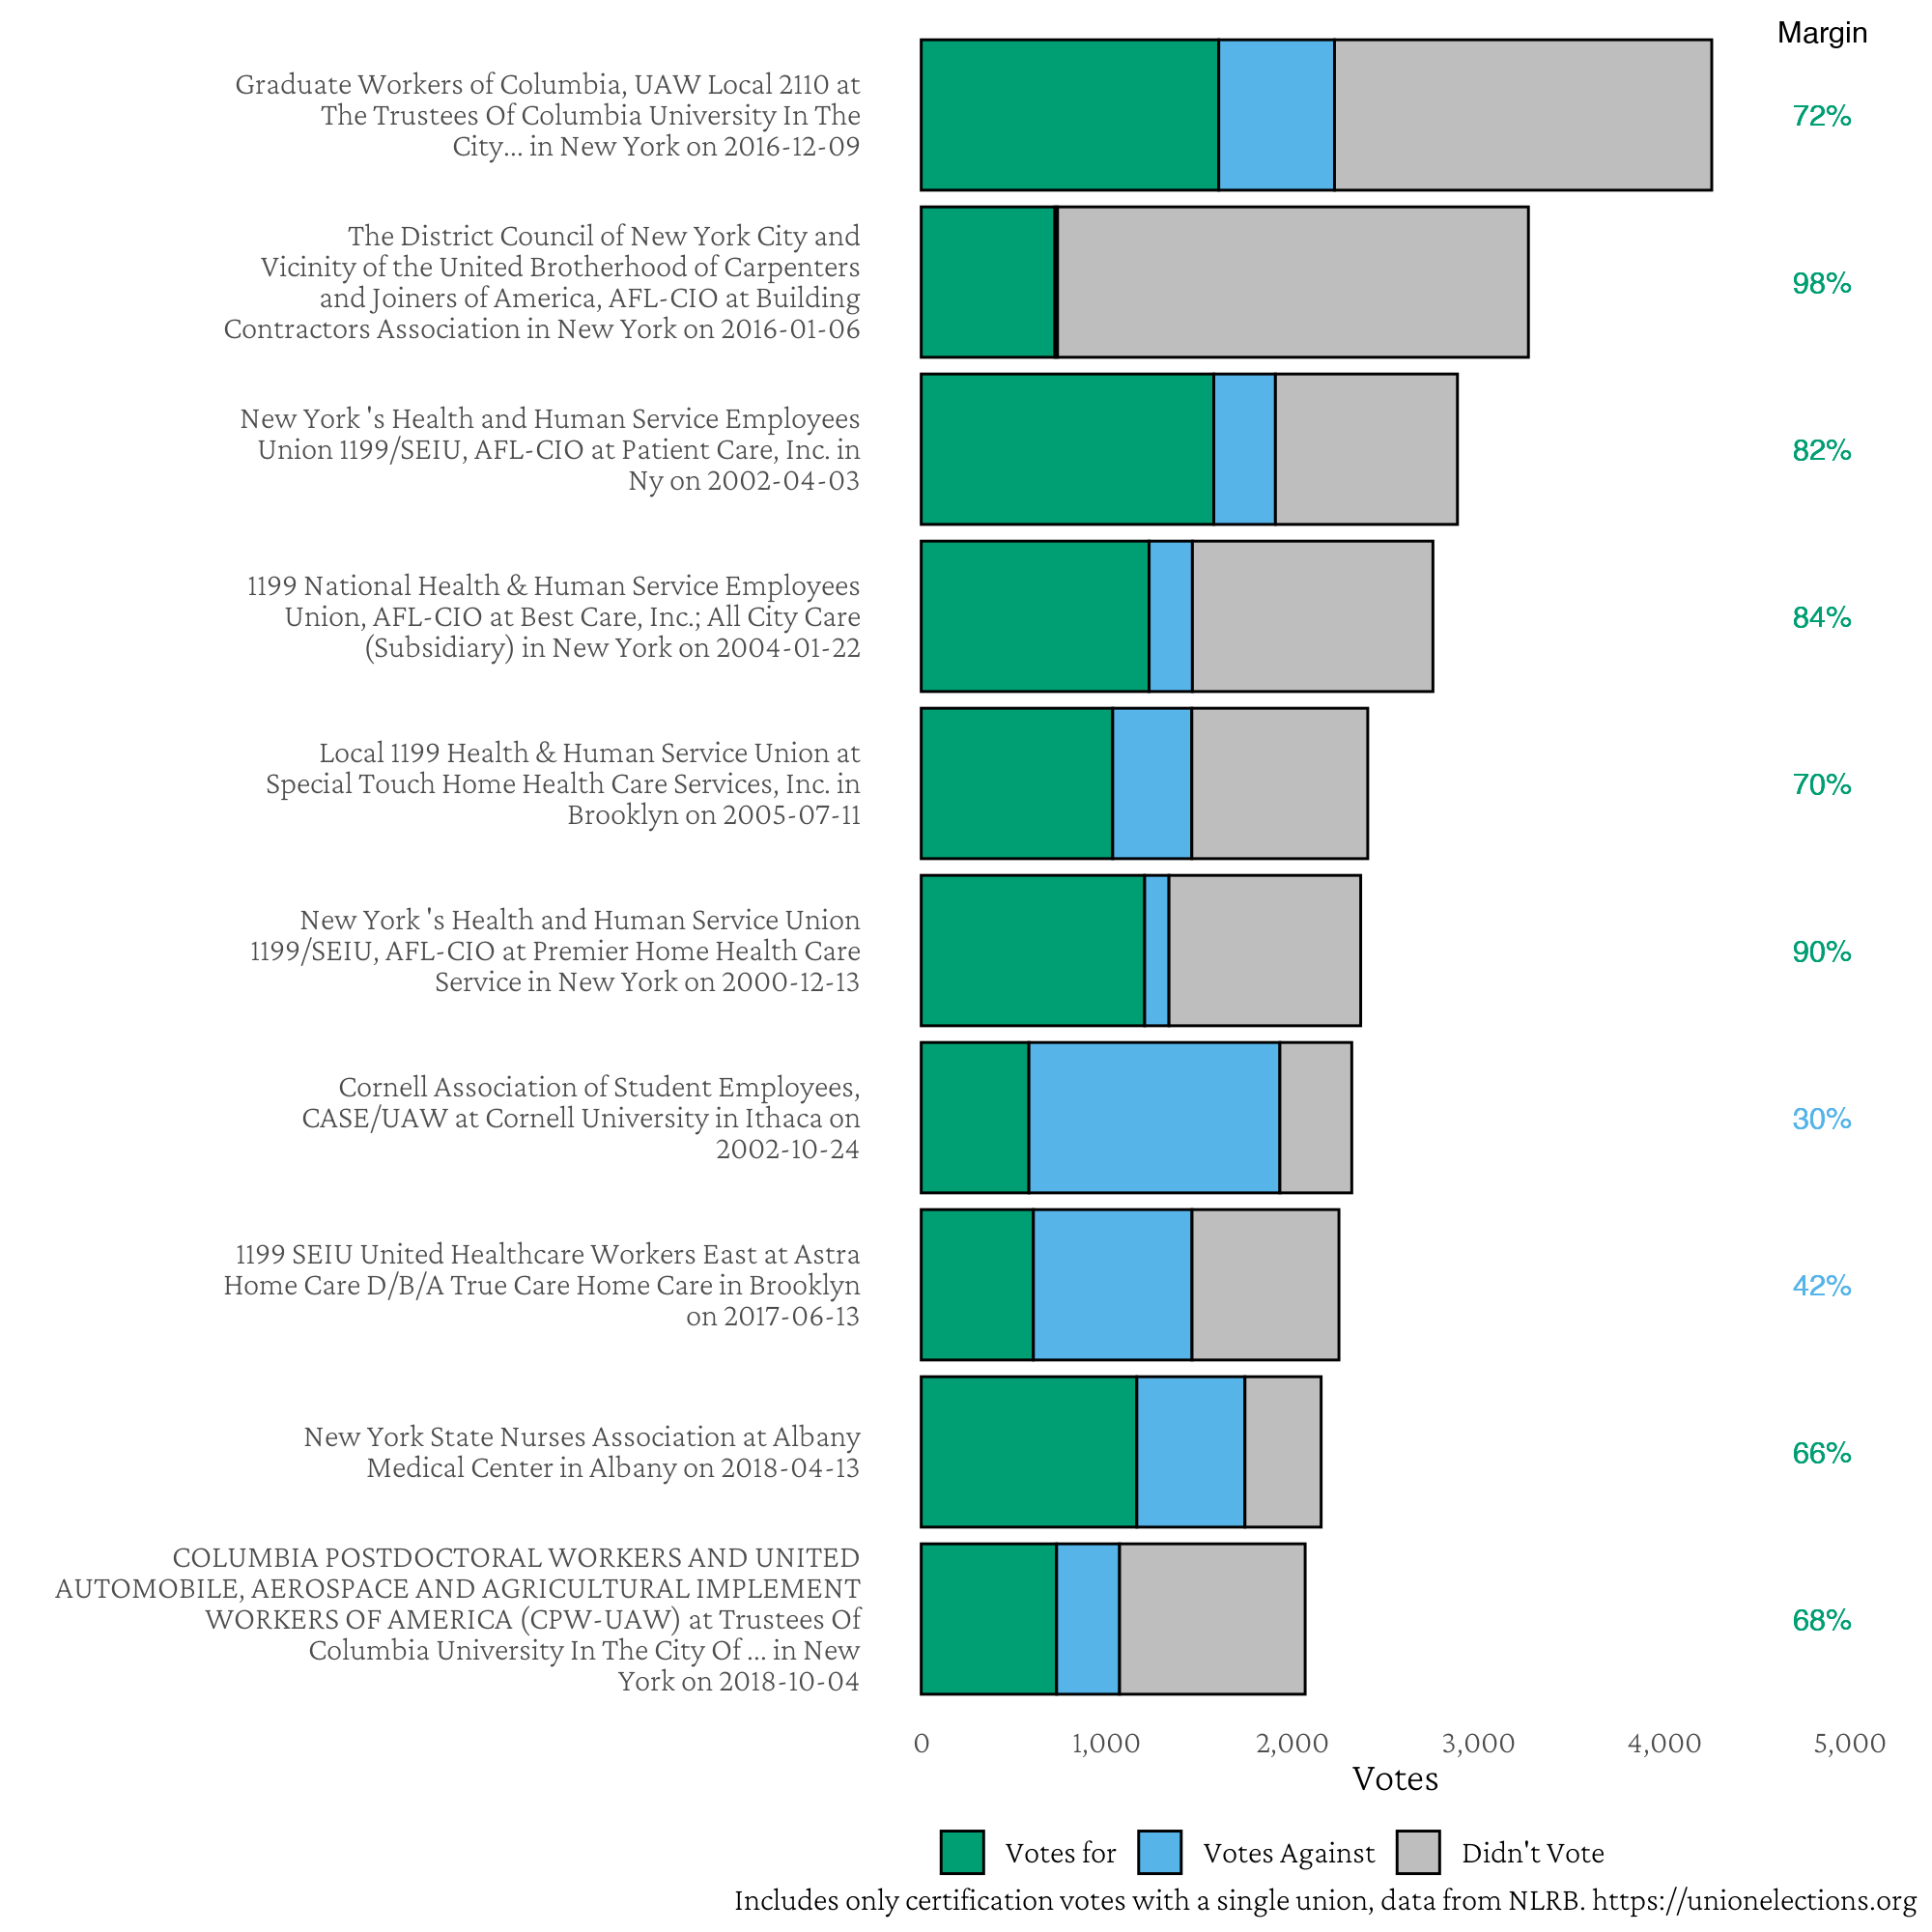 Margin
Graduate Workers of Columbia, UAW Local 2110 at
The Trustees Of Columbia University In The
City... in New York on 2016-12-09
72%
The District Council of New York City and
Vicinity of the United Brotherhood of Carpenters
and Joiners of America, AFL-CIO at Building
Contractors Association in New York on 2016-01-06
98%
New York 's Health and Human Service Employees
Union 1199/SEIU, AFL-CIO at Patient Care, Inc. in
Ny on 2002-04-03
82%
1199 National Health & Human Service Employees
Union, AFL-CIO at Best Care, Inc.; All City Care
(Subsidiary) in New York on 2004-01-22
84%
Local 1199 Health & Human Service Union at
Special Touch Home Health Care Services, Inc. in
Brooklyn on 2005-07-11
70%
New York 's Health and Human Service Union
1199/SEIU, AFL-CIO at Premier Home Health Care
Service in New York on 2000-12-13
90%
Cornell Association of Student Employees,
CASE/UAW at Cornell University in Ithaca on
2002-10-24
30%
1199 SEIU United Healthcare Workers East at Astra
Home Care D/B/A True Care Home Care in Brooklyn
on 2017-06-13
42%
New York State Nurses Association at Albany
Medical Center in Albany on 2018-04-13
66%
COLUMBIA POSTDOCTORAL WORKERS AND UNITED
AUTOMOBILE, AEROSPACE AND AGRICULTURAL IMPLEMENT
WORKERS OF AMERICA (CPW-UAW) at Trustees Of
Columbia University In The City Of ... in New
York on 2018-10-04
68%
0 1,000 2,000 3,000 4,000 5,000
Votes
Votes for Votes Against Didn't Vote
Includes only certification votes with a single union, data from NLRB. https://unionelections.org